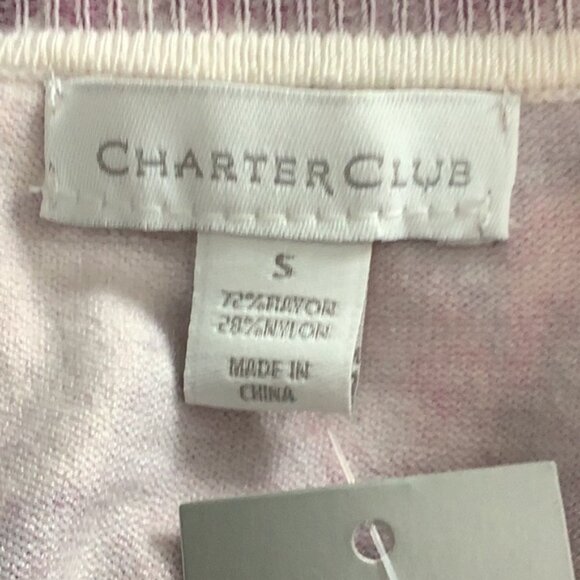 CHARTER CLUB
S
72% RAYON
28% NYLON
MADE IN
CHINA